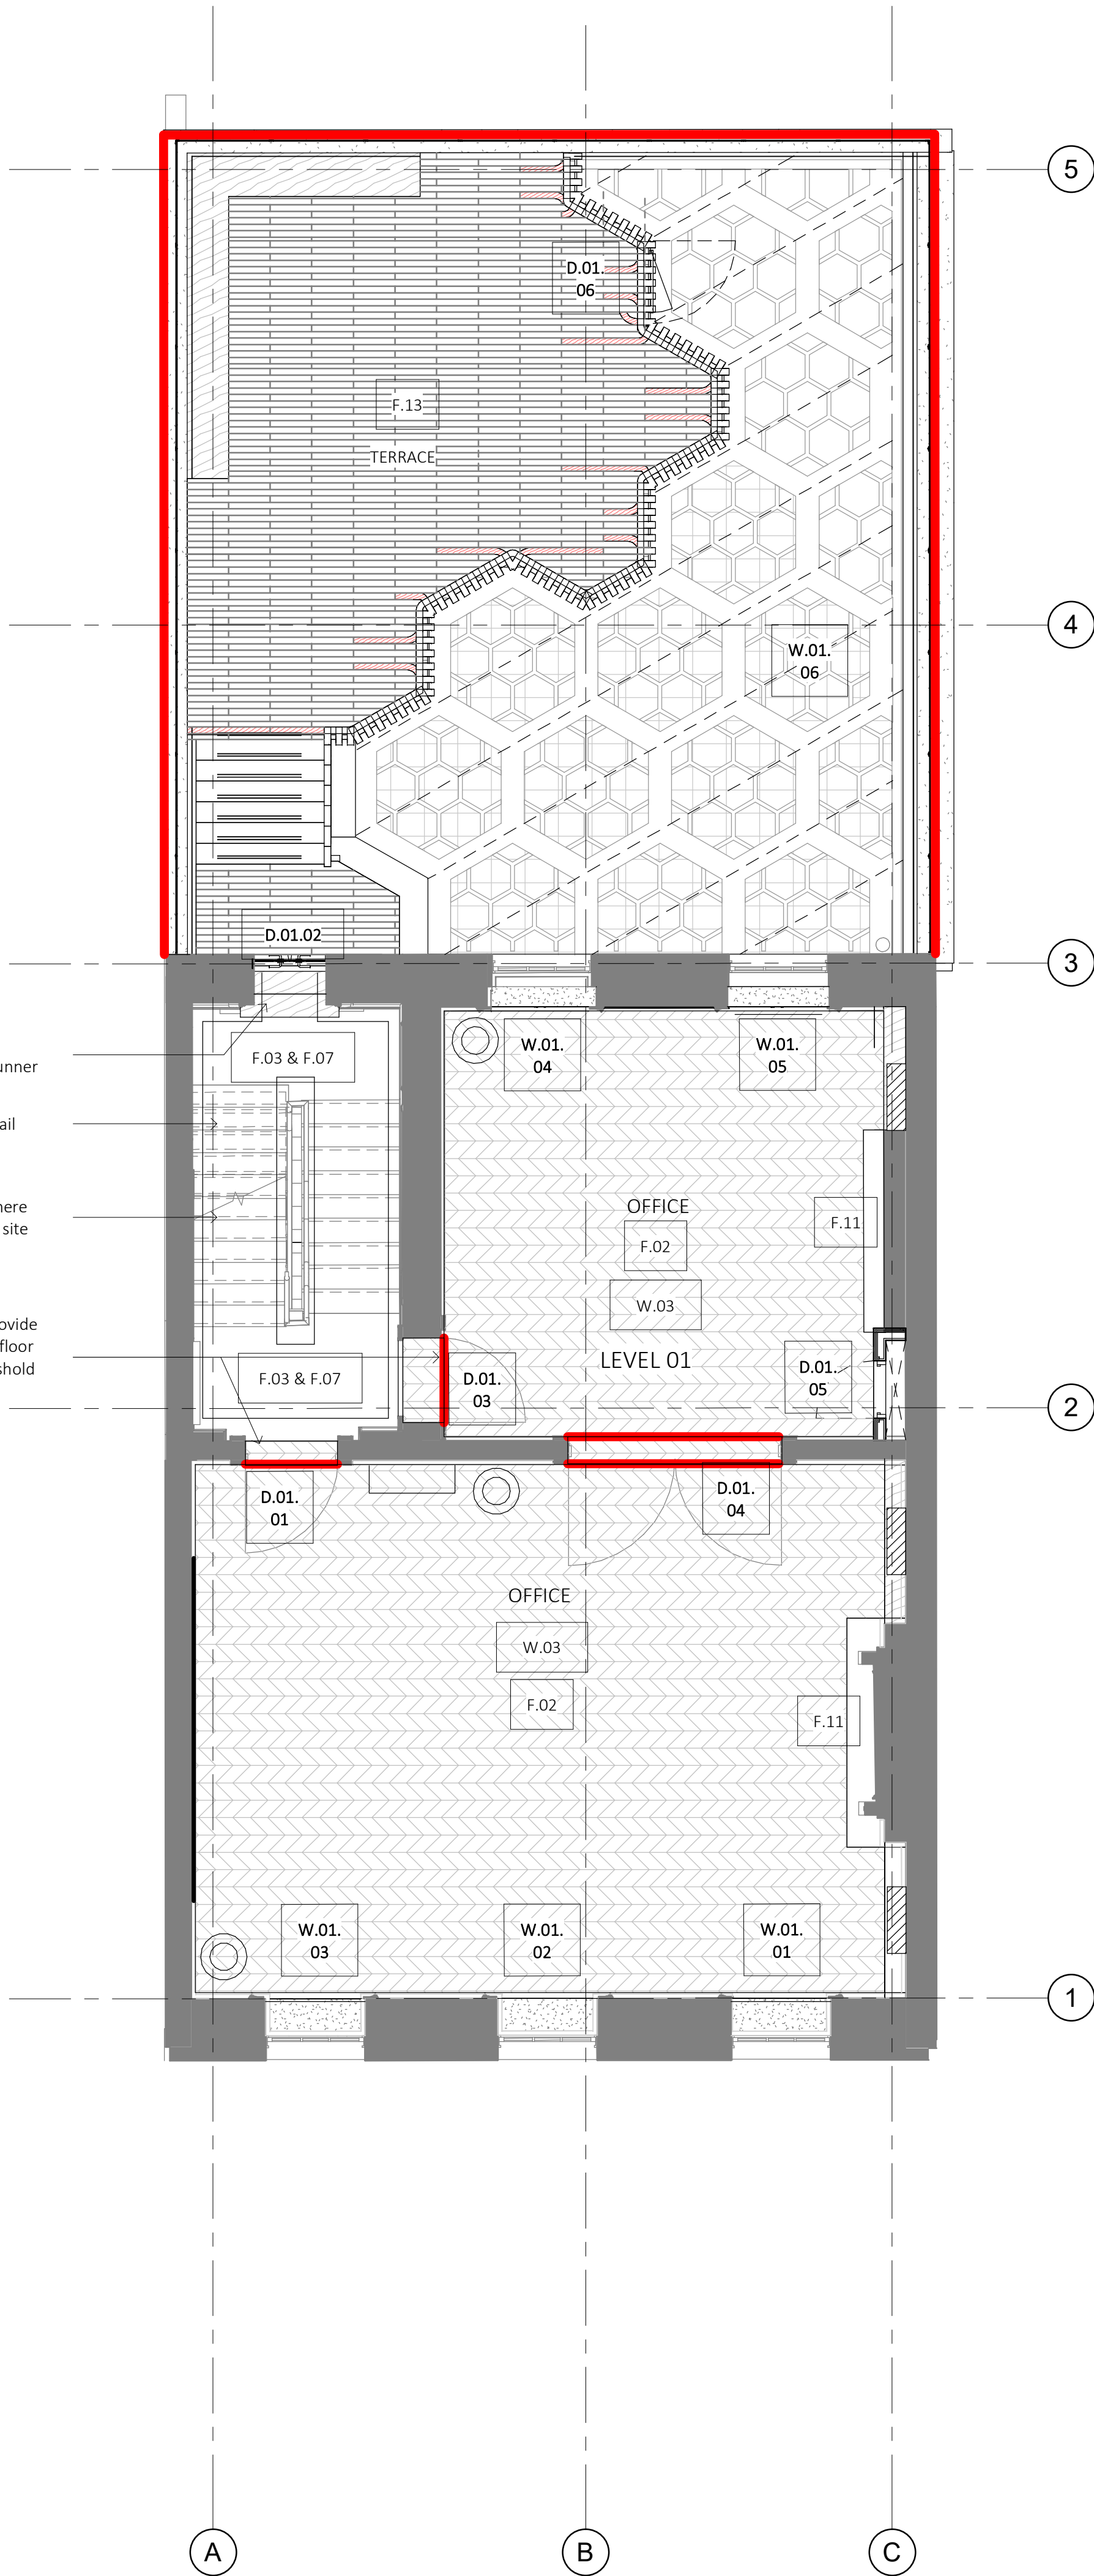 5
D.01.
06
F.13
TERRACE
4
W.01.
06
D.01.02
3
W.01.
04
W.01.
05
F.03 & F.07
unner
ail
here
site
OFFICE
F.02
F.11
W.03
ovide
floor
shold
LEVEL 01
F.03 & F.07
D.01.
03
D.01.
05
2
D.01.
01
D.01.
04
OFFICE
W.03
F.02
F.11
W.01.
03
W.01.
02
W.01.
01
1
A
B
C